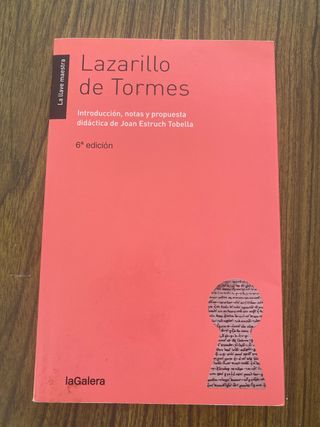 La llave maestra
Lazarillo
de Tormes
Introducción, notas y propuesta
didáctica de Joan Estruch Tobella
6ª edición
laGalera